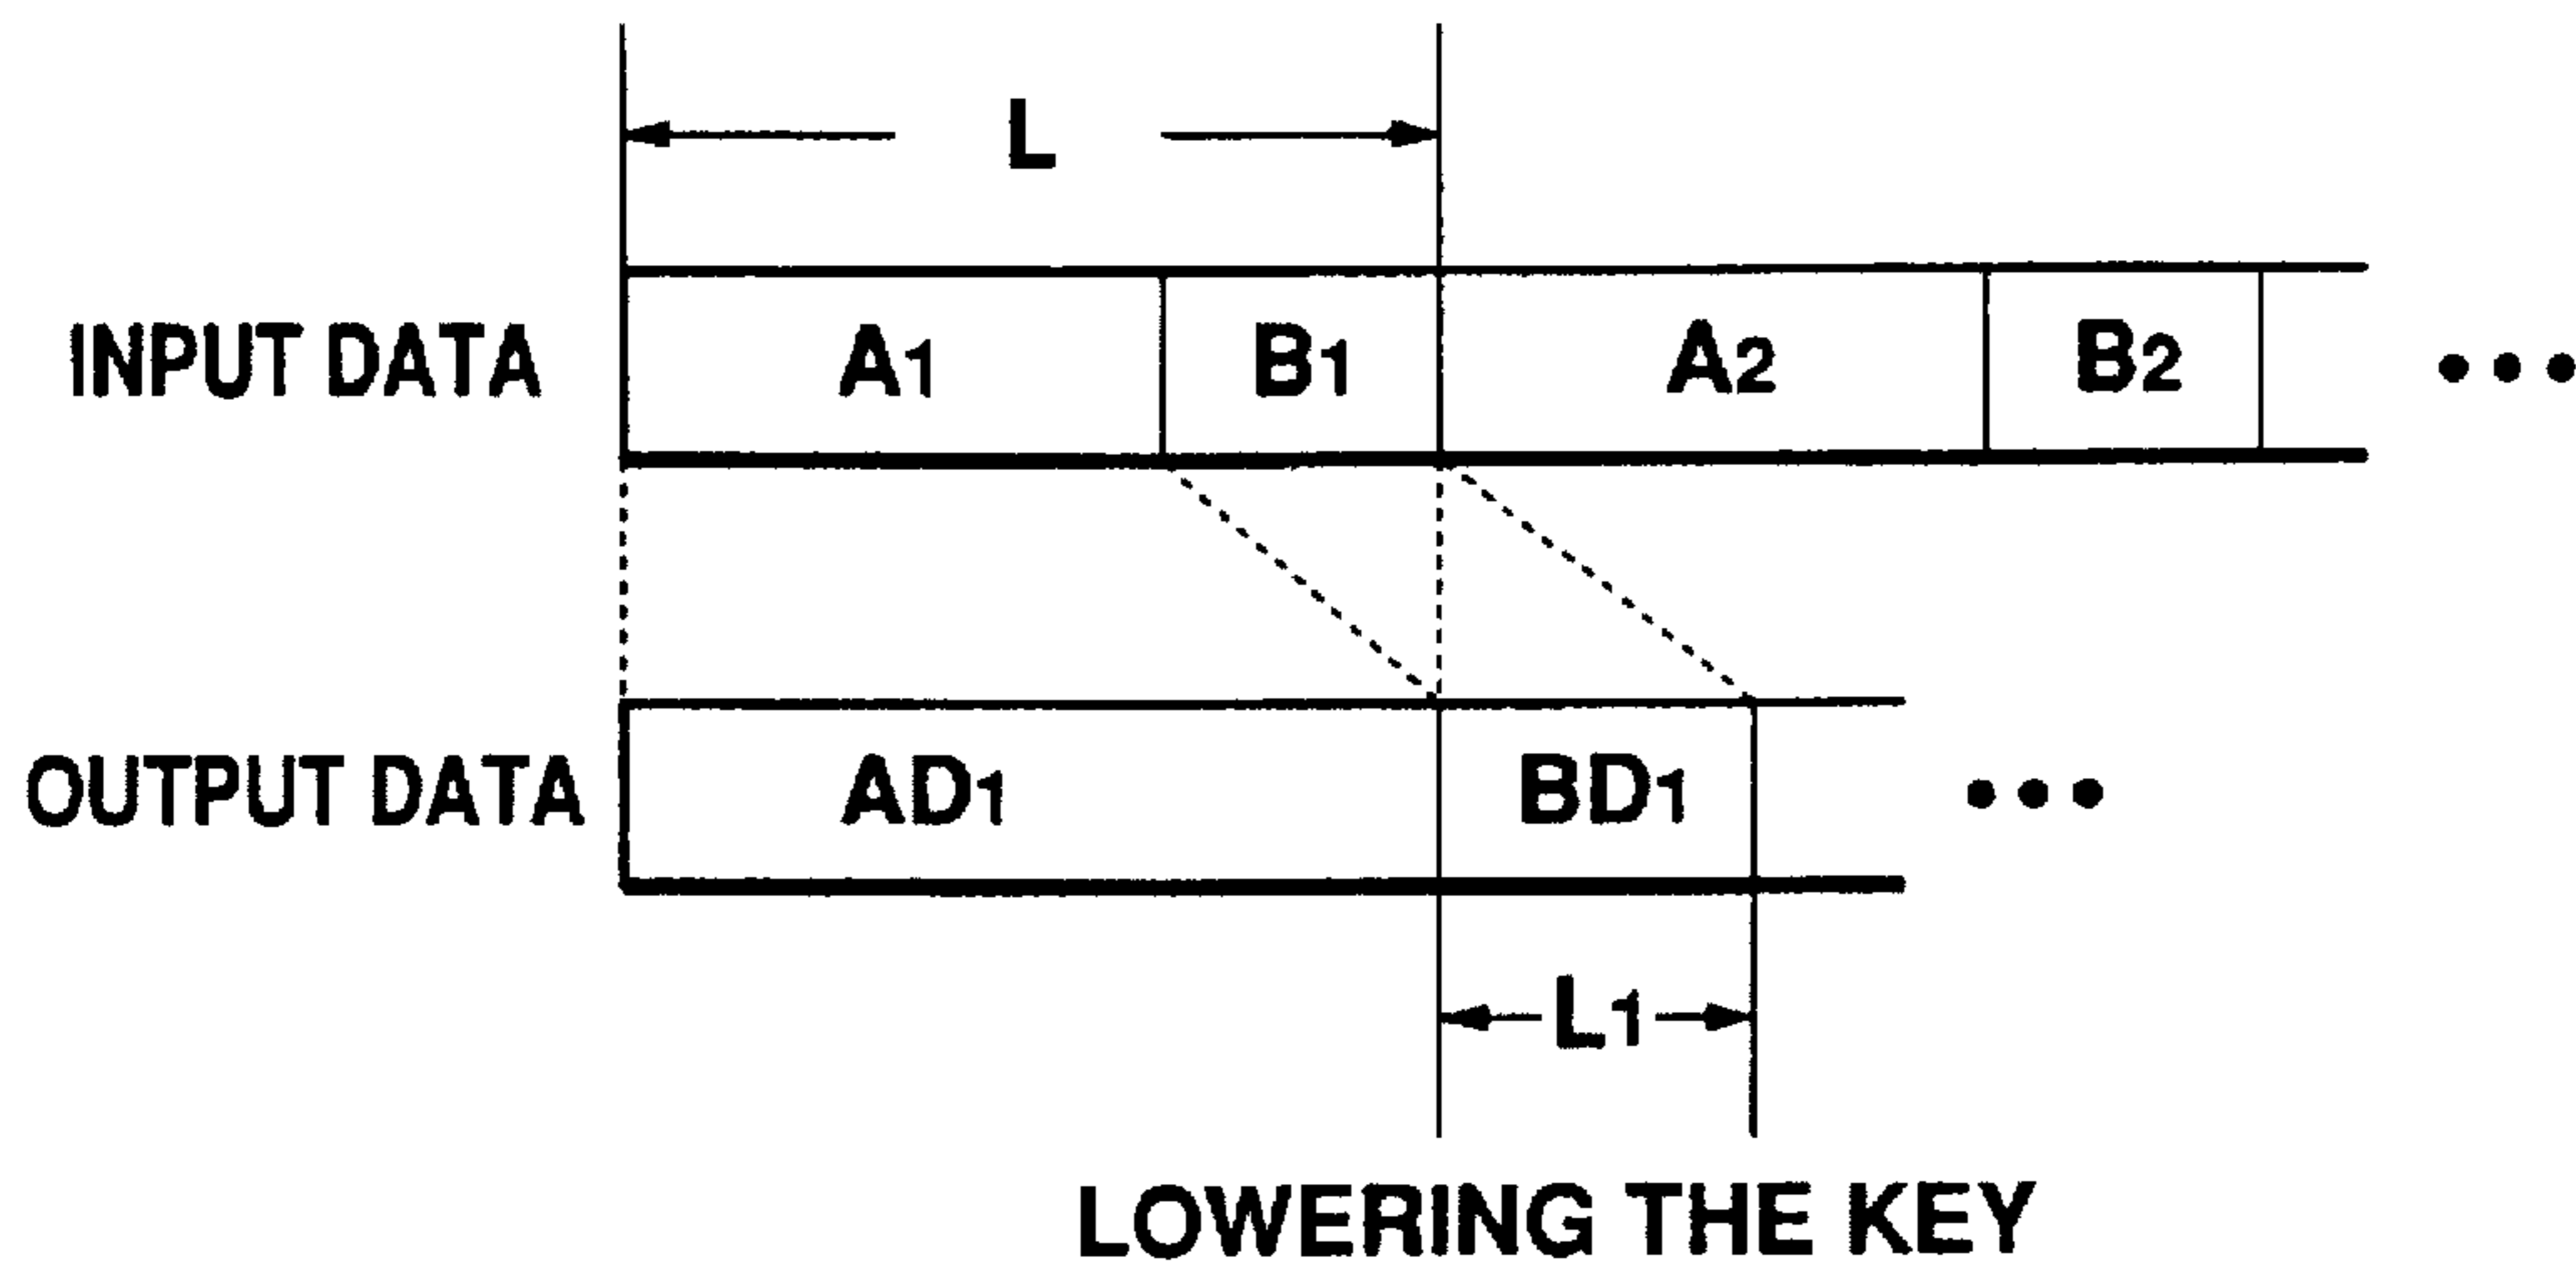 L
INPUT DATA A1 B1 A2 B2 •••
OUTPUT DATA AD1 BD1 •••
L1
LOWERING THE KEY